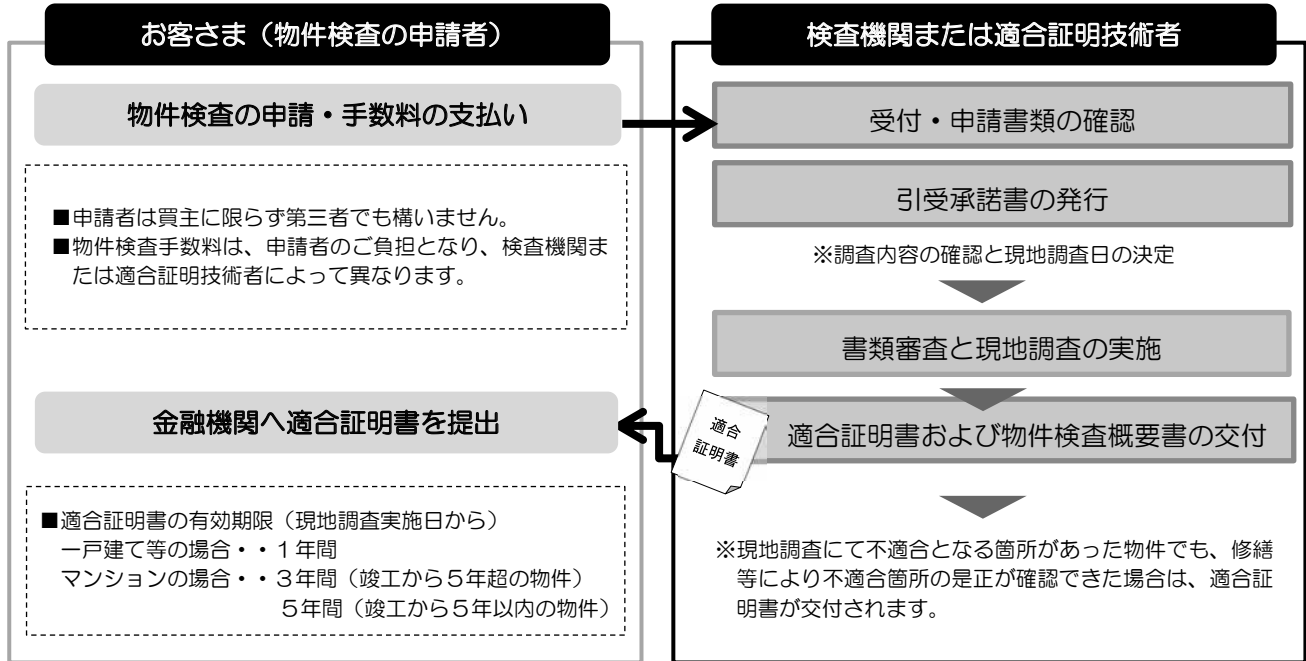 お客さま（物件検査の申請者）
物件検査の申請・手数料の支払い
■申請者は買主に限らず第三者でも構いません。
■物件検査手数料は、申請者のご負担となり、検査機関ま
たは適合証明技術者によって異なります。
金融機関へ適合証明書を提出
■適合証明書の有効期限（現地調査実施日から）
一戸建て等の場合・・１年間
マンションの場合・・３年間（竣工から５年超の物件）
５年間（竣工から５年以内の物件）
検査機関または適合証明技術者
受付・申請書類の確認
引受承諾書の発行
※調査内容の確認と現地調査日の決定
書類審査と現地調査の実施
適合
証明書
適合証明書および物件検査概要書の交付
※現地調査にて不適合となる箇所があった物件でも、修繕
等により不適合箇所の是正が確認できた場合は、適合証
明書が交付されます。